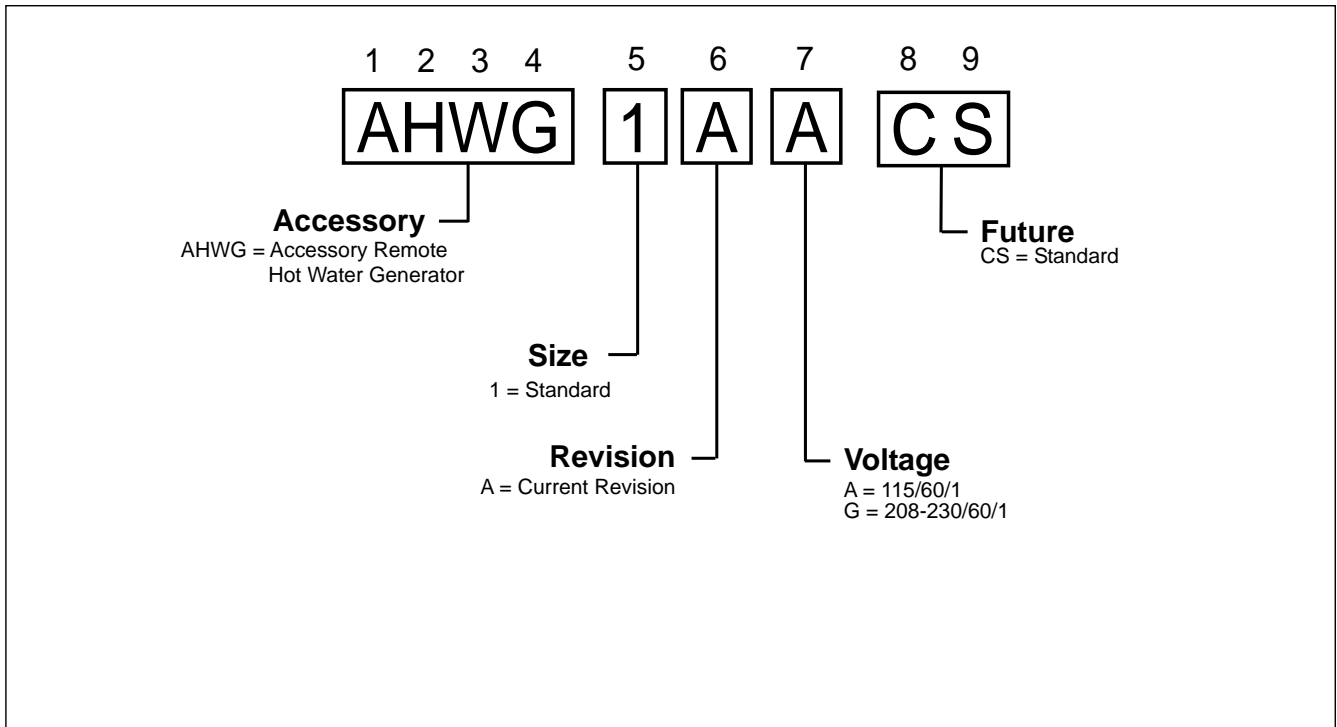 1 2 3 4 5 6 7 8 9
AHWG 1 A A C S
Accessory
AHWG = Accessory Remote
Hot Water Generator
Future
CS = Standard
Size
1 = Standard
Revision
A = Current Revision
Voltage
A = 115/60/1
G = 208-230/60/1